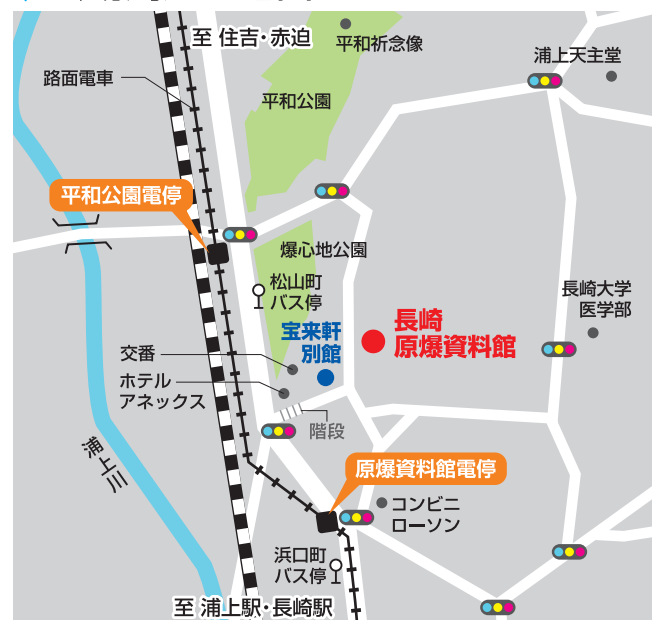 至 住吉・赤迫
平和祈念像
浦上天主堂
路面電車
平和公園
平和公園電停
爆心地公園
松山町
バス停
長崎大学
医学部
長崎
原爆資料館
宝来軒
別館
交番
ホテル
アネックス
階段
浦上川
原爆資料館電停
コンビニ
ローソン
浜口町
バス停
至 浦上駅・長崎駅